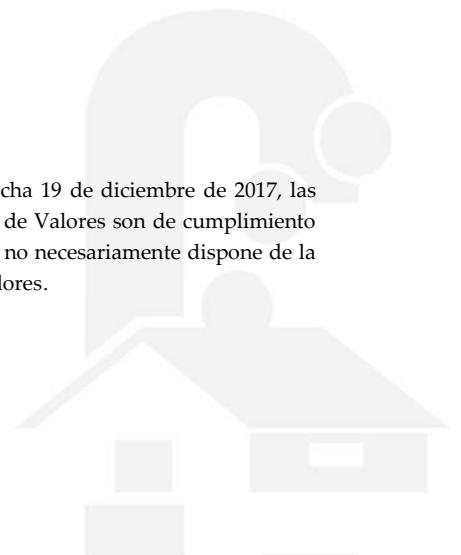 cha 19 de diciembre de 2017, las
de Valores son de cumplimiento
no necesariamente dispone de la
lores.